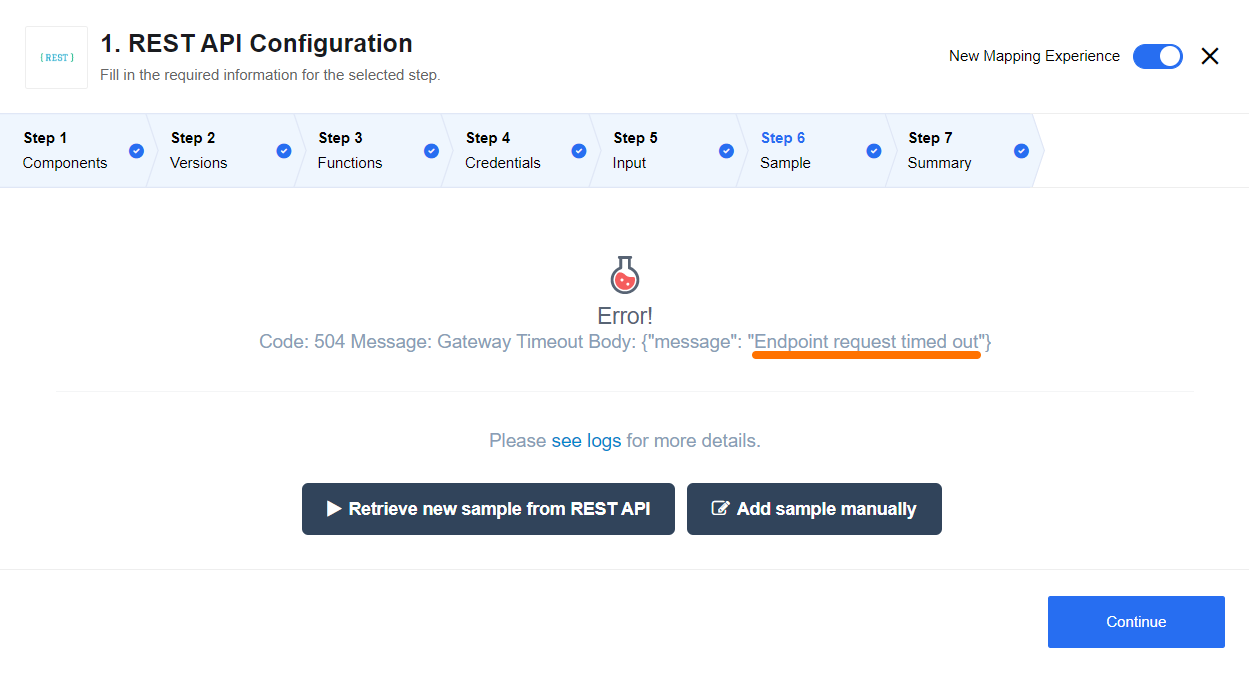 [REST]
1. REST API Configuration
Fill in the required information for the selected step.
New Mapping Experience
Step 1
Components
Step 2
Versions
Step 3
Functions
Step 4
Credentials
Step 5
Input
Step 6
Sample
Step 7
Summary
Error!
Code: 504 Message: Gateway Timeout Body: {"message": "Endpoint request timed out"}
Please see logs for more details.
Retrieve new sample from REST API
Add sample manually
Continue